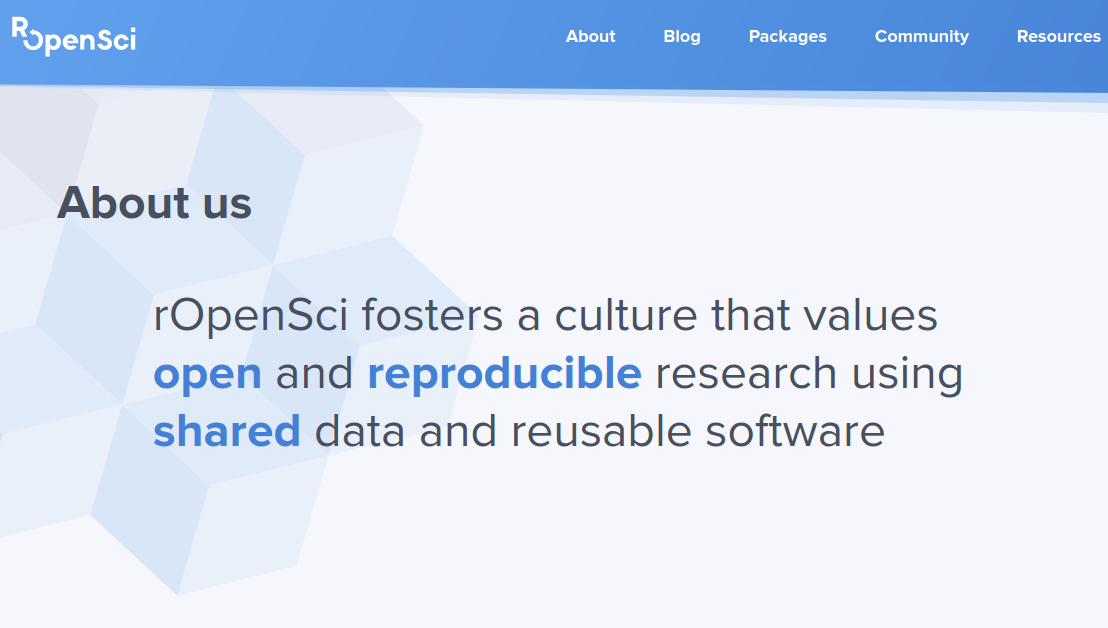 ROpenSci
About Blog Packages Community Resources
About us
rOpenSci fosters a culture that values
open and reproducible research using
shared data and reusable software